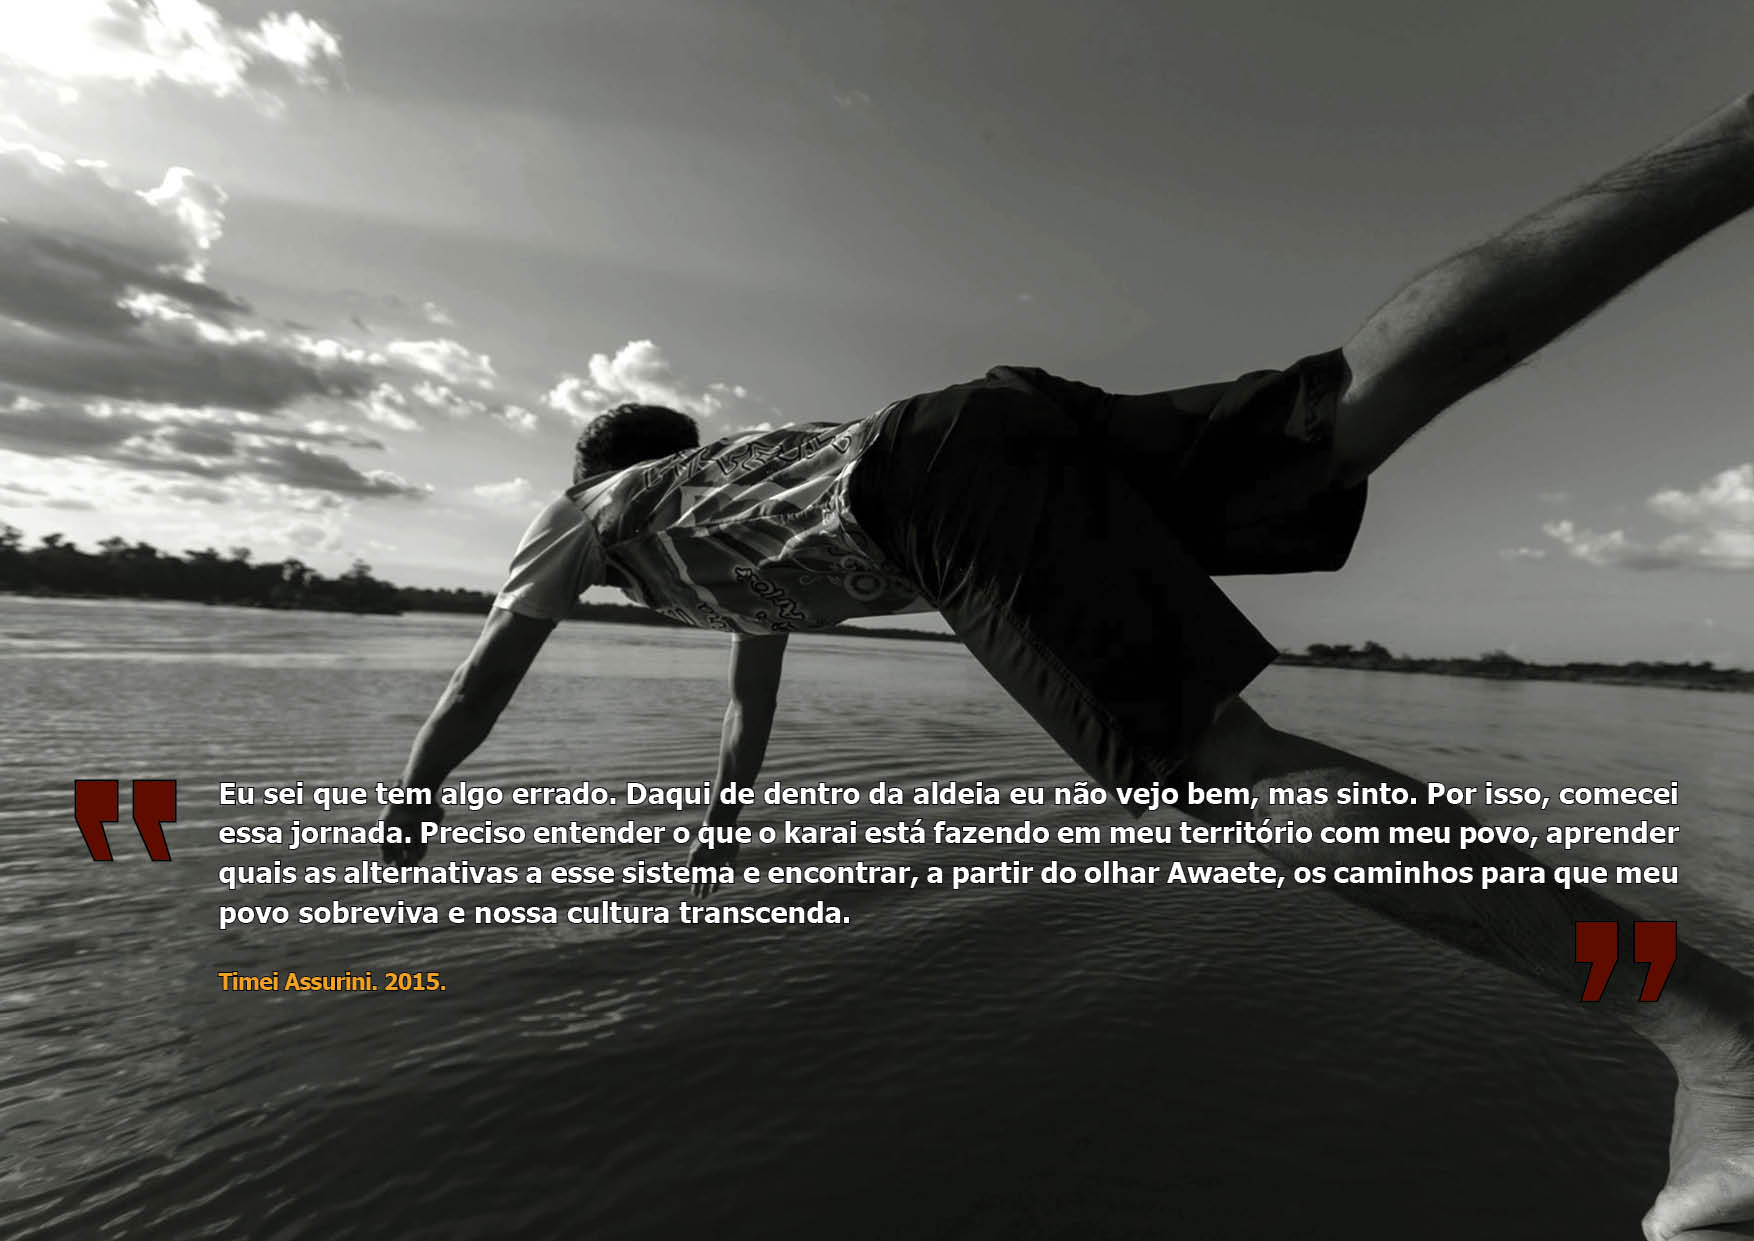 Eu sei que tem algo errado. Daqui de dentro da aldeia eu não vejo bem, mas sinto. Por isso, comecei
essa jornada. Preciso entender o que o karai está fazendo em meu território com meu povo, aprender
quais as alternativas a esse sistema e encontrar, a partir do olhar Awaete, os caminhos para que meu
povo sobreviva e nossa cultura transcenda.
Timei Assurini. 2015.